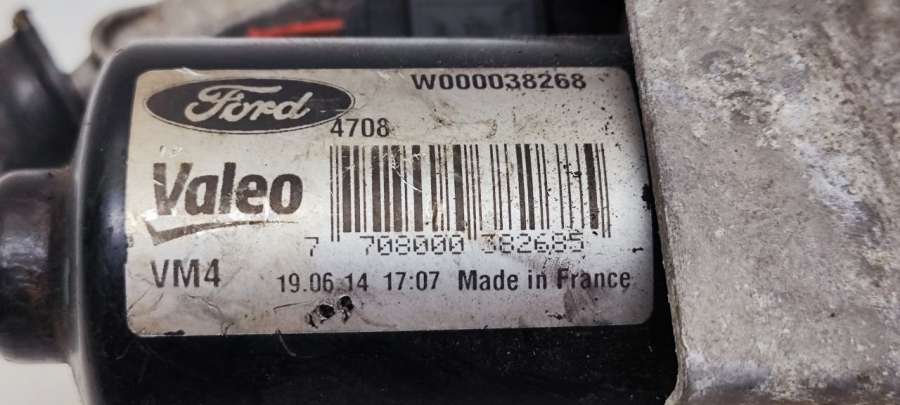 Ford
W000038268
4708
Valeo
7 708000 382685
VM4
19.06.14 17:07 Made in France